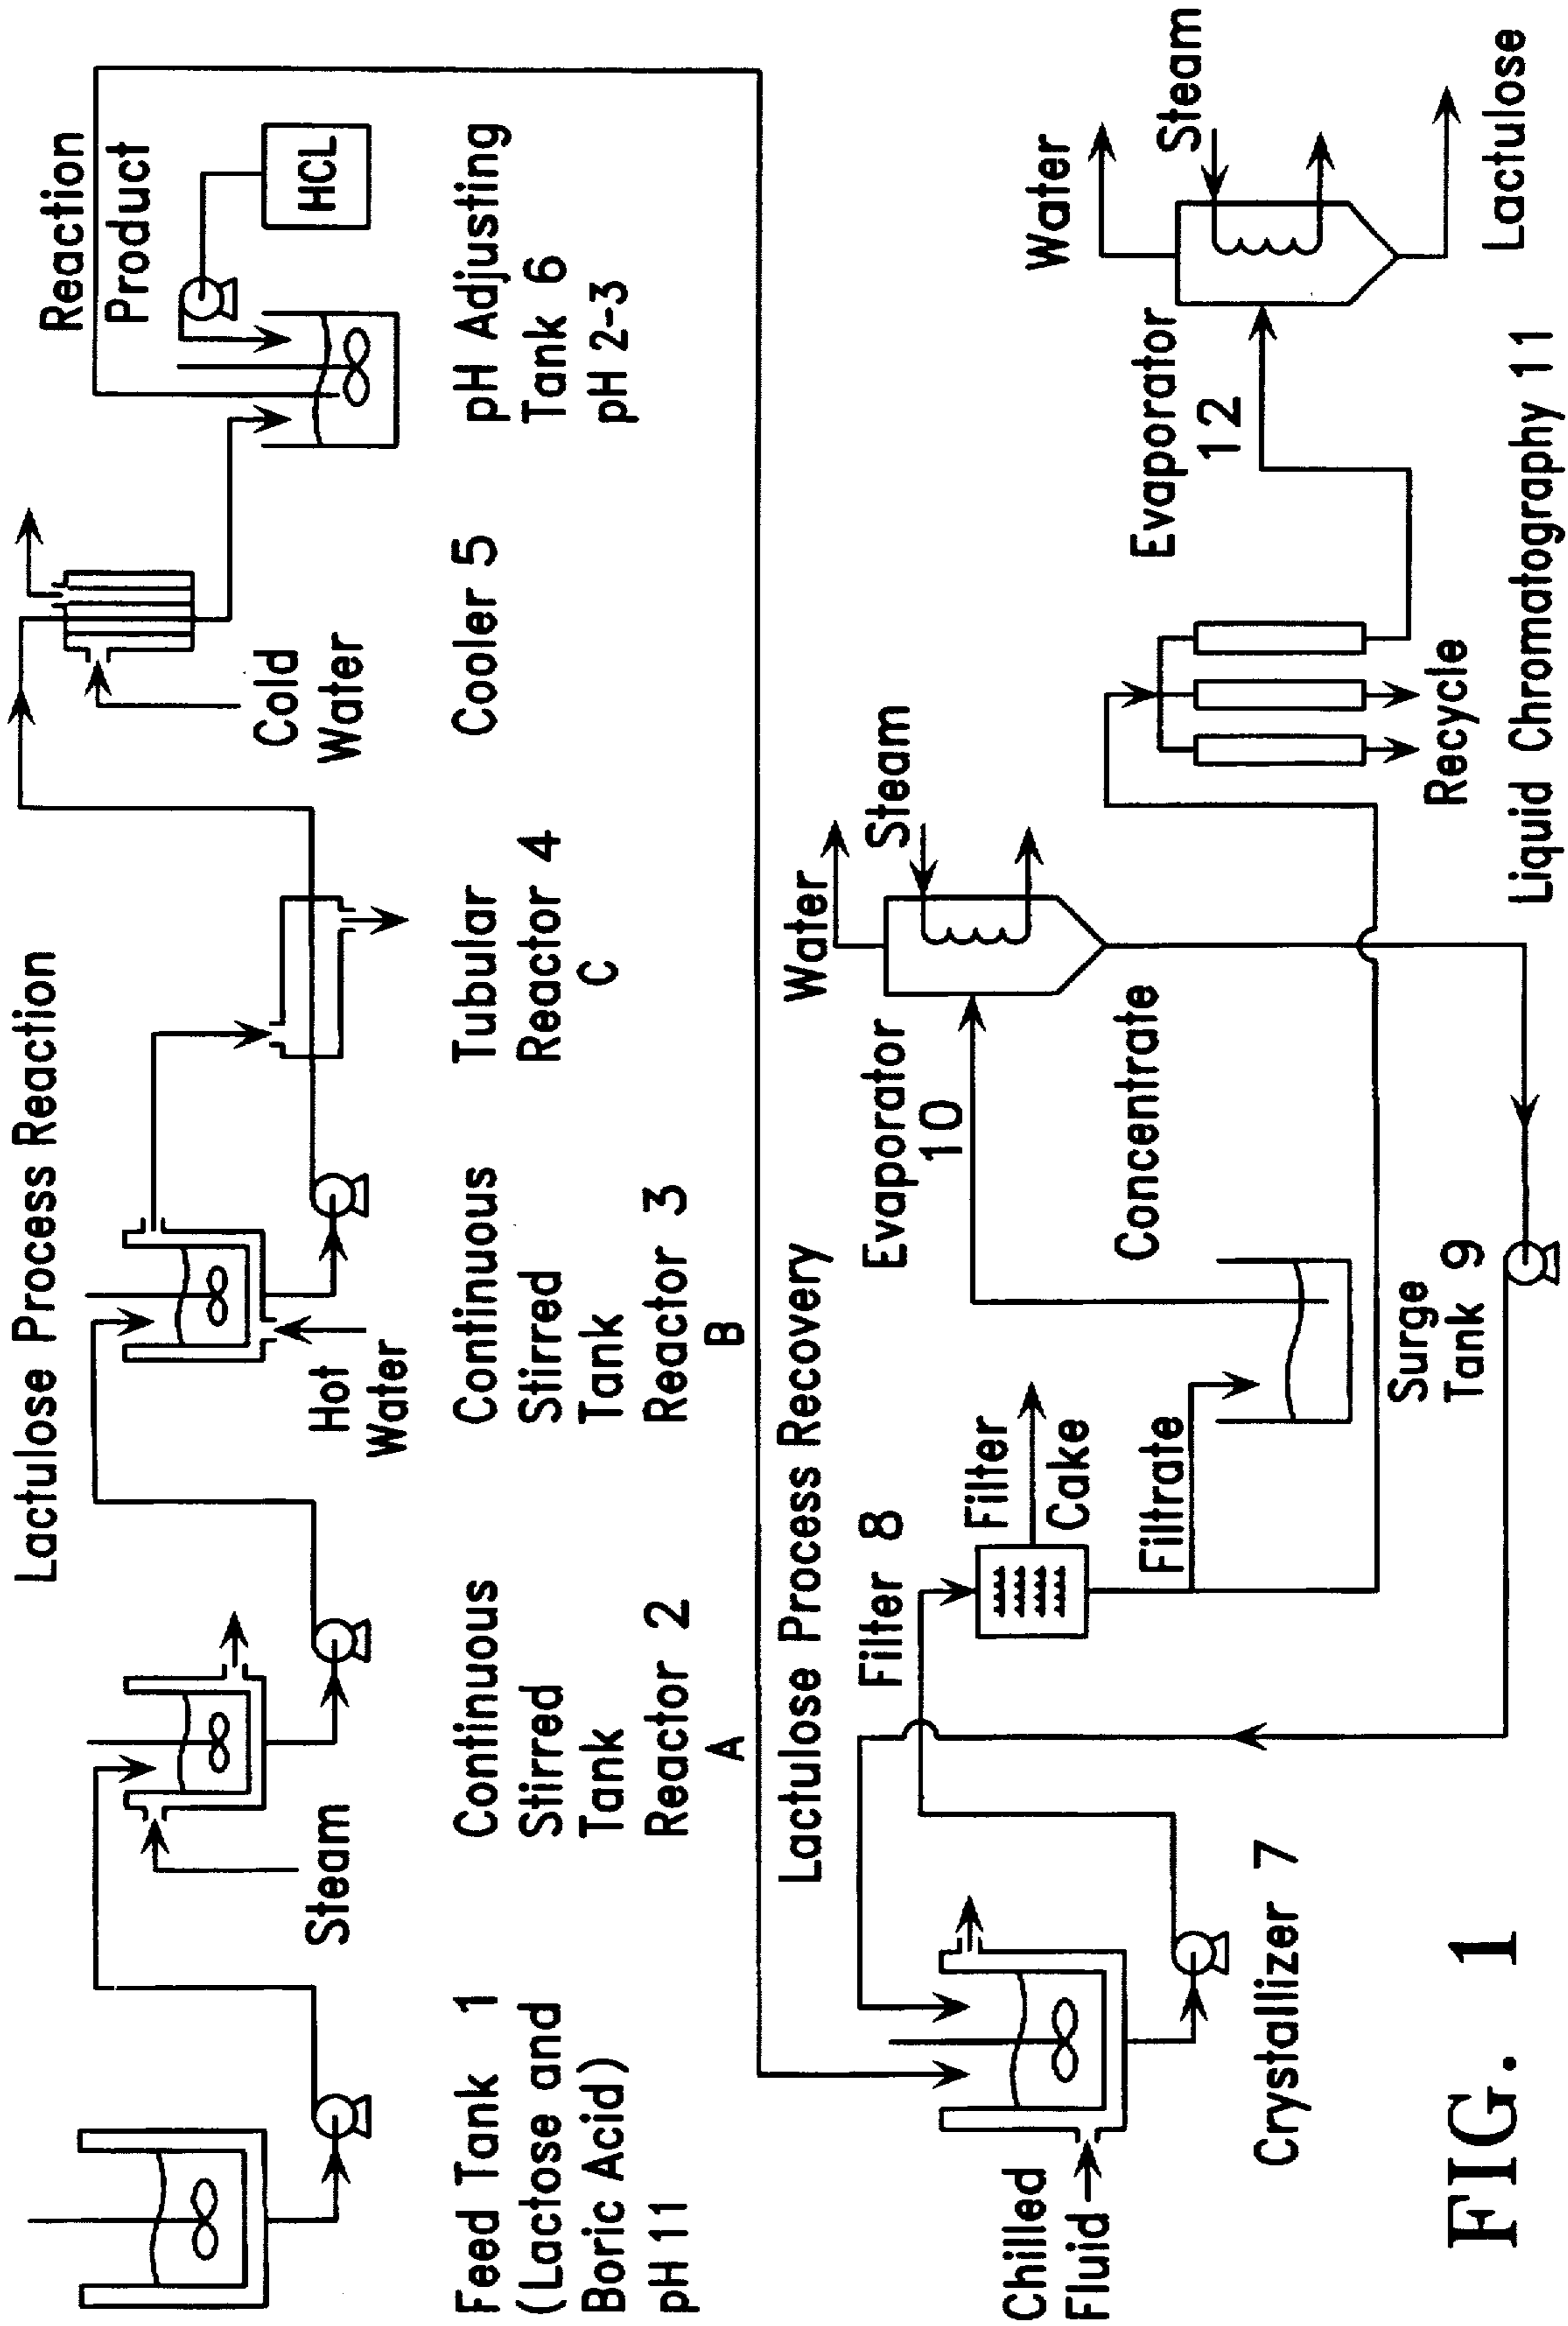 Lactulose Process Reaction
Steam
Hot
Water
Cold
Water
Reaction
Product
HCL
Feed Tank 1
(Lactose and
Boric Acid)
pH 11
Continuous
Stirred
Tank
Reactor 2
A
Continuous
Stirred
Tank
Reactor 3
B
Tubular
Reactor 4
C
Cooler 5
pH Adjusting
Tank 6
pH 2-3
Lactulose Process Recovery
Chilled
Fluid
Crystallizer 7
Filter 8
Filter
Cake
Filtrate
Surge
Tank 9
Concentrate
Evaporator
10
Water
Steam
Recycle
Liquid Chromatography 11
Evaporator
12
Water
Steam
Lactulose
FIG. 1